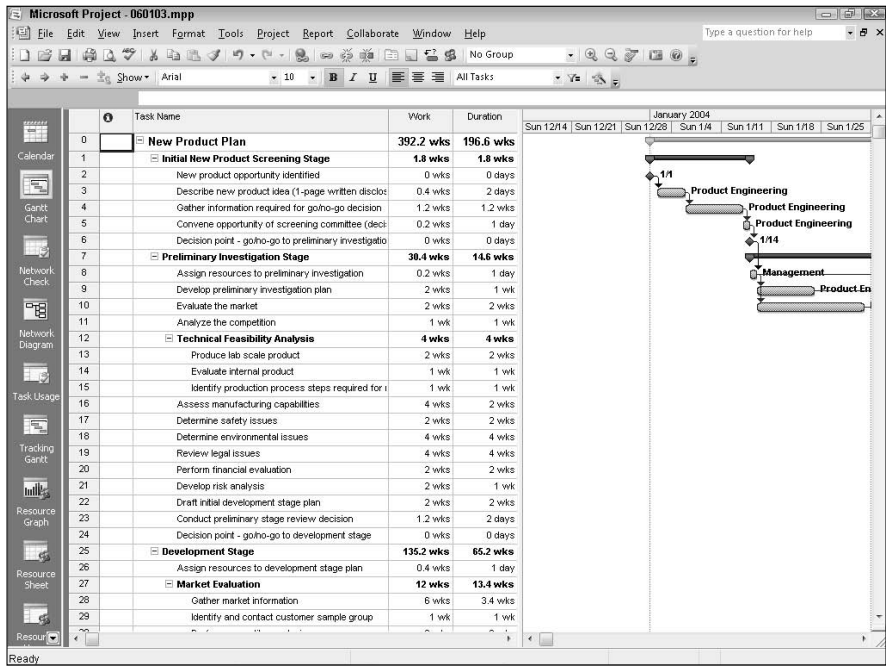 Microsoft Project - 060103.mpp
File Edit View Insert Format Tools Project Report Collaborate Window Help
Type a question for help
No Group
Show Arial 10 B I U All Tasks
Task Name Work Duration
January 2004
Sun 12/14 Sun 12/21 Sun 12/28 Sun 1/4 Sun 1/11 Sun 1/18 Sun 1/25
0 New Product Plan 392.2 wks 196.6 wks
1 Initial New Product Screening Stage 1.8 wks 1.8 wks
2 New product opportunity identified 0 wks 0 days 1/1
3 Describe new product idea (1-page written disclos 0.4 wks 2 days Product Engineering
4 Gather information required for go/no-go decision 1.2 wks 1.2 wks Product Engineering
5 Convene opportunity of screening committee (deci 0.2 wks 1 day Product Engineering
6 Decision point - go/no-go to preliminary investigatio 0 wks 0 days 1/14
7 Preliminary Investigation Stage 30.4 wks 14.6 wks
8 Assign resources to preliminary investigation 0.2 wks 1 day Management
9 Develop preliminary investigation plan 2 wks 1 wk Product En
10 Evaluate the market 2 wks 2 wks
11 Analyze the competition 1 wk 1 wk
12 Technical Feasibility Analysis 4 wks 4 wks
13 Produce lab scale product 2 wks 2 wks
14 Evaluate internal product 1 wk 1 wk
15 Identify production process steps required for 1 wk 1 wk
16 Assess manufacturing capabilities 4 wks 2 wks
17 Determine safety issues 2 wks 2 wks
18 Determine environmental issues 4 wks 4 wks
19 Review legal issues 4 wks 4 wks
20 Perform financial evaluation 2 wks 2 wks
21 Develop risk analysis 2 wks 1 wk
22 Draft initial development stage plan 2 wks 2 wks
23 Conduct preliminary stage review decision 1.2 wks 2 days
24 Decision point - go/no-go to development stage 0 wks 0 days
25 Development Stage 135.2 wks 65.2 wks
26 Assign resources to development stage plan 0.4 wks 1 day
27 Market Evaluation 12 wks 13.4 wks
28 Gather market information 6 wks 3.4 wks
29 Identify and contact customer sample group 1 wk 1 wk
Calendar
Gantt
Chart
Network
Check
Network
Diagram
Task Usage
Tracking
Gantt
Resource
Graph
Resource
Sheet
Resour
Ready